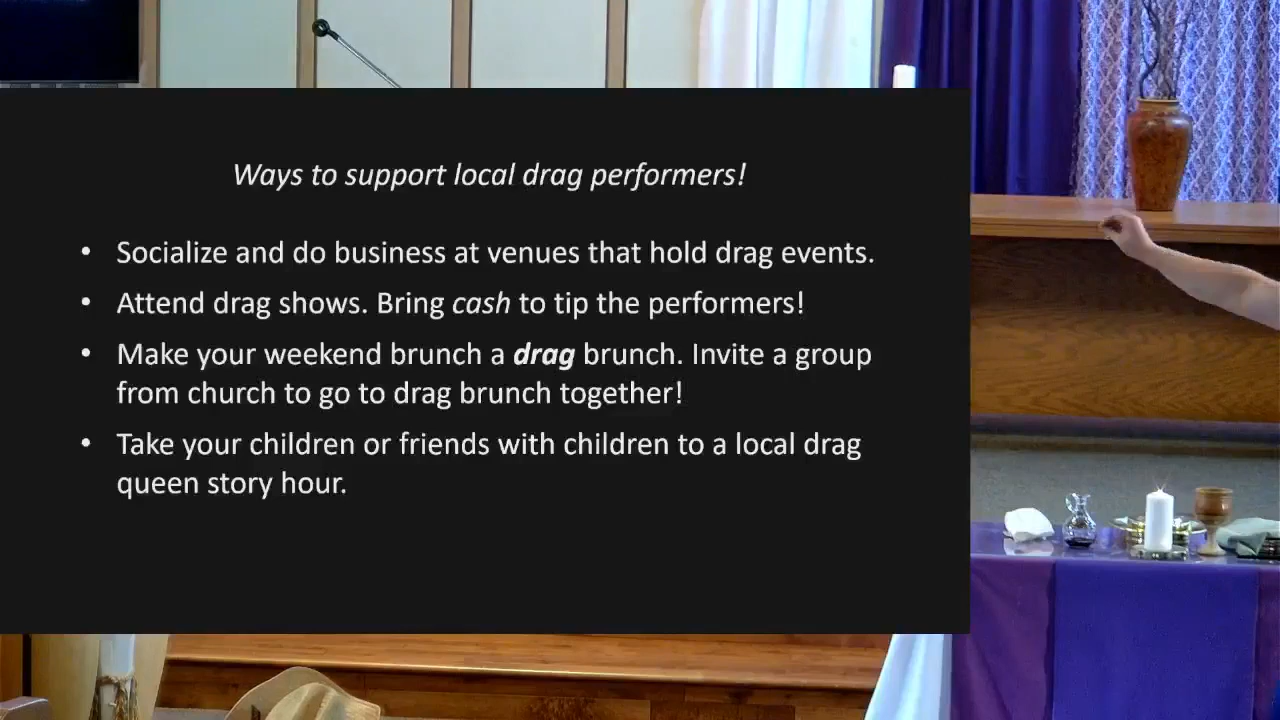 Ways to support local drag performers!
• Socialize and do business at venues that hold drag events.
• Attend drag shows. Bring cash to tip the performers!
• Make your weekend brunch a drag brunch. Invite a group
from church to go to drag brunch together!
• Take your children or friends with children to a local drag
queen story hour.